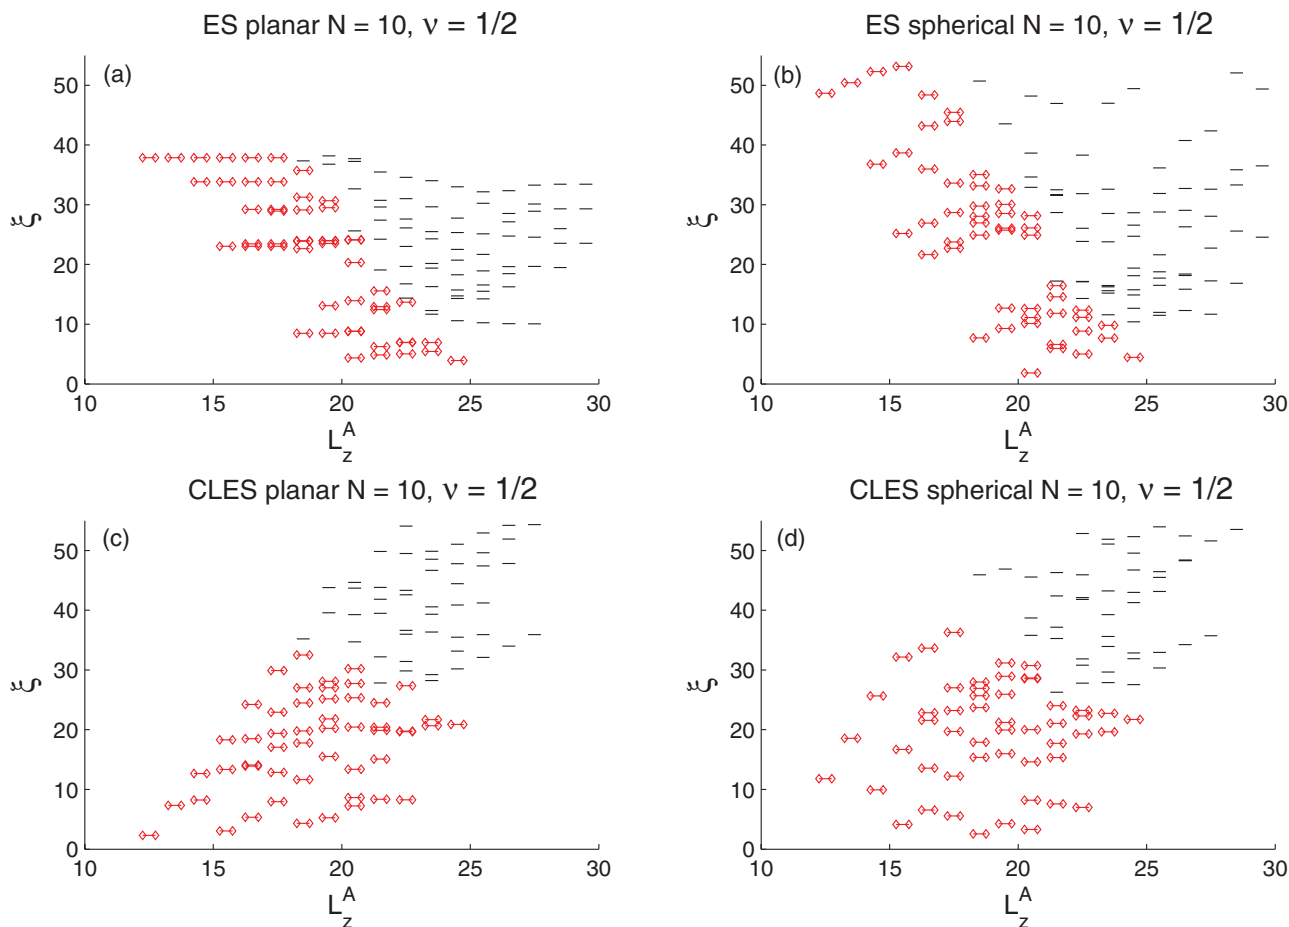 ES planar N = 10, ν = 1/2
(a)
ξ
50
40
30
20
10
0
10 15 20 25 30
L_z^A
ES spherical N = 10, ν = 1/2
(b)
ξ
50
40
30
20
10
0
10 15 20 25 30
L_z^A
CLES planar N = 10, ν = 1/2
(c)
ξ
50
40
30
20
10
0
10 15 20 25 30
L_z^A
CLES spherical N = 10, ν = 1/2
(d)
ξ
50
40
30
20
10
0
10 15 20 25 30
L_z^A